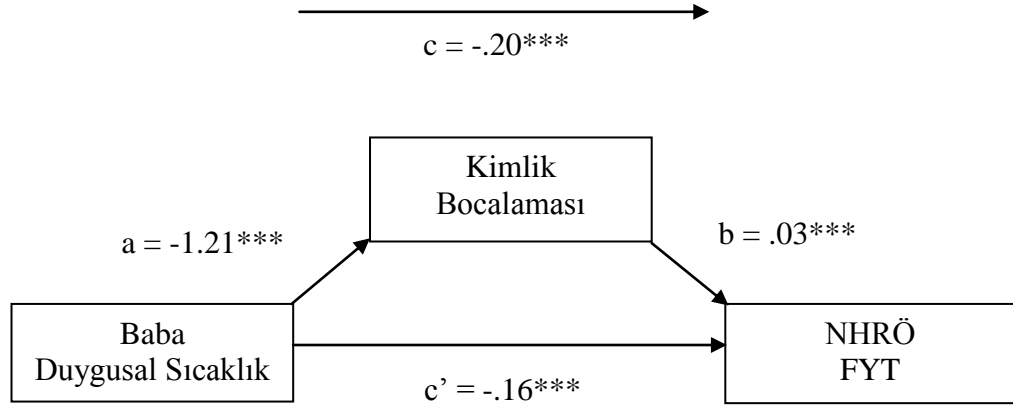 c = -.20***
Kimlik
Bocalaması
a = -1.21***
b = .03***
Baba
Duygusal Sıcaklık
NHRÖ
FYT
c’ = -.16***